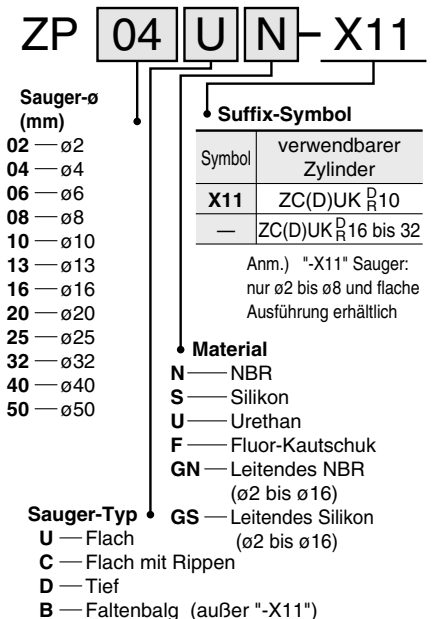 ZP 04 U N - X11
Sauger-ø
(mm)
02 — ø2
04 — ø4
06 — ø6
08 — ø8
10 — ø10
13 — ø13
16 — ø16
20 — ø20
25 — ø25
32 — ø32
40 — ø40
50 — ø50
Suffix-Symbol
Symbol verwendbarer Zylinder
X11 ZC(D)UK D/R 10
— ZC(D)UK D/R 16 bis 32
Anm.) "-X11" Sauger:
nur ø2 bis ø8 und flache
Ausführung erhältlich
Material
N — NBR
S — Silikon
U — Urethan
F — Fluor-Kautschuk
GN — Leitendes NBR
(ø2 bis ø16)
GS — Leitendes Silikon
(ø2 bis ø16)
Sauger-Typ
U — Flach
C — Flach mit Rippen
D — Tief
B — Faltenbalg (außer "-X11")